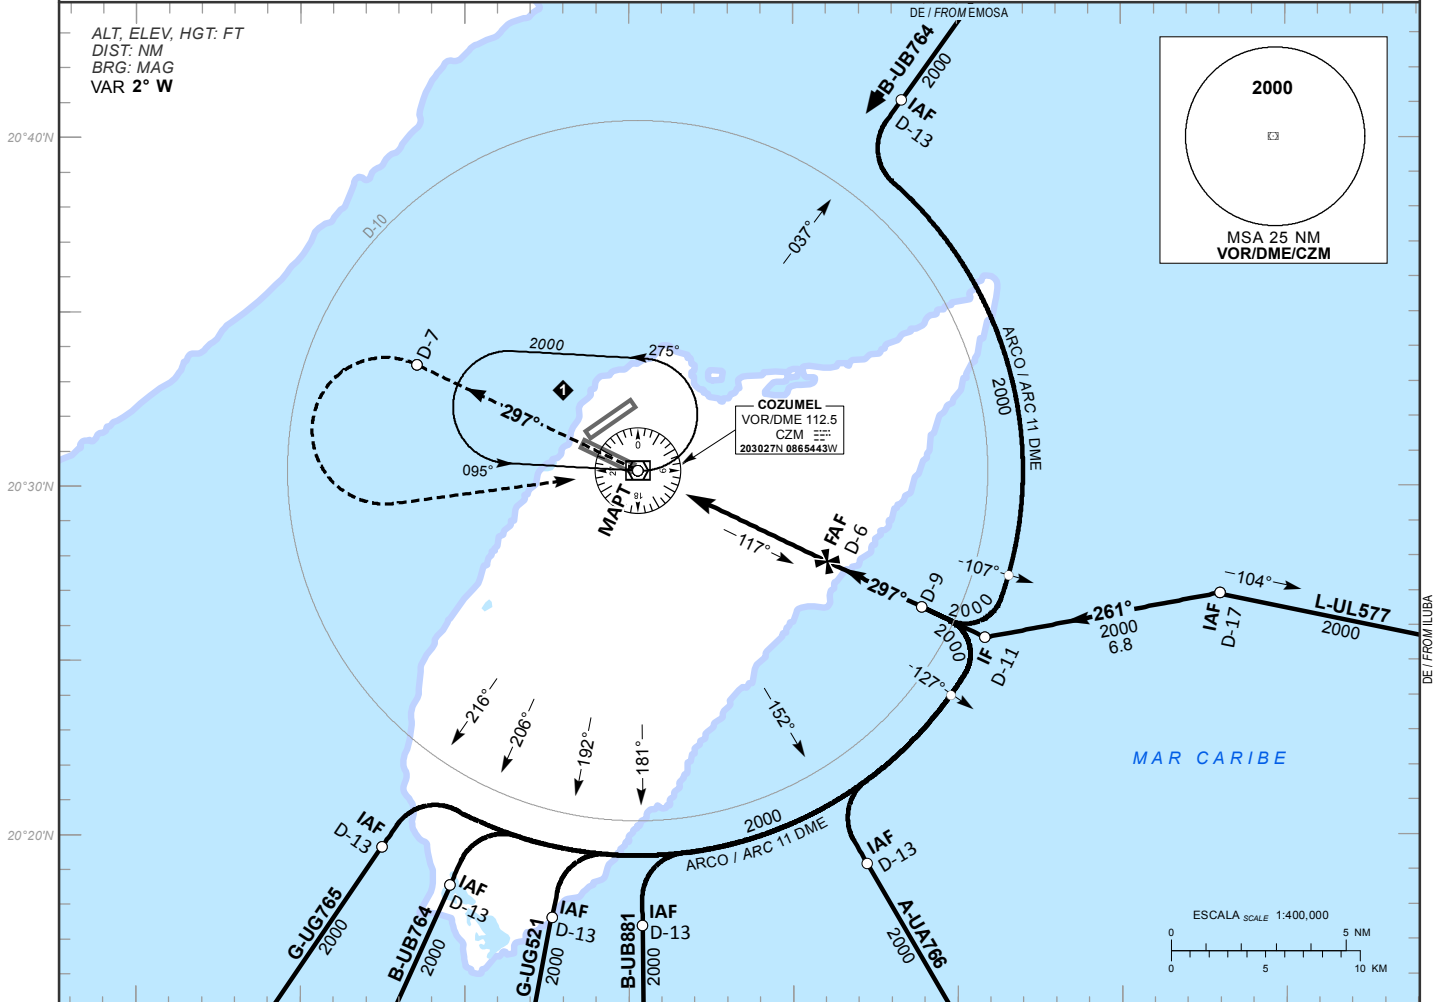 ALT, ELEV, HGT: FT
DIST: NM
BRG: MAG
VAR 2° W
DE / FROM EMOSA
B-UB764
2000
IAF
D-13
2000
MSA 25 NM
VOR/DME/CZM
20°40'N
D-10
037°
D-7
2000
275°
1
297°
095°
COZUMEL
VOR/DME 112.5
CZM
203027N 0865443W
0
9
18
27
MAPT
ARCO / ARC 11 DME
2000
20°30'N
FAF
D-6
117°
297°
D-9
107°
2000
2000
127°
IF
D-11
261°
2000
6.8
104°
IAF
D-17
L-UL577
2000
DE / FROM ILUBA
216°
206°
192°
181°
152°
MAR CARIBE
20°20'N
2000
ARCO / ARC 11 DME
IAF
D-13
G-UG765
2000
IAF
D-13
B-UB764
2000
IAF
D-13
G-UG521
2000
IAF
D-13
B-UB881
2000
IAF
D-13
A-UA766
2000
ESCALA SCALE 1:400,000
0 5 NM
0 5 10 KM